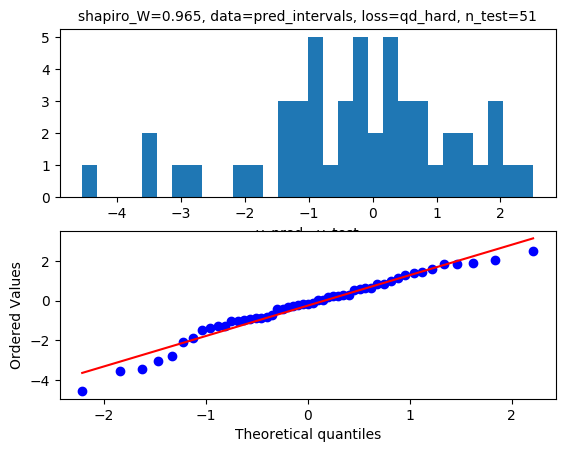 shapiro_W=0.965, data=pred_intervals, loss=qd_hard, n_test=51
5
4
3
2
1
0
−4 −3 −2 −1 0 1 2
2
0
−2
−4
Ordered Values
−2 −1 0 1 2
Theoretical quantiles